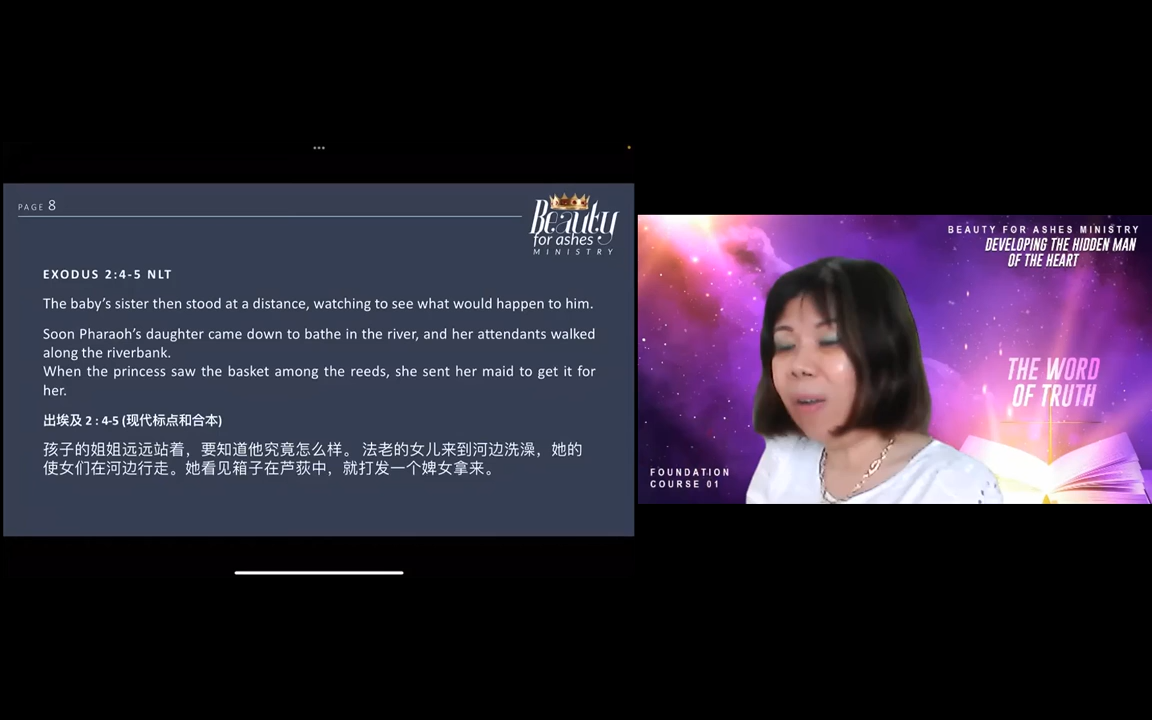 PAGE 8
Beauty
for ashes
MINISTRY
EXODUS 2:4-5 NLT
The baby’s sister then stood at a distance, watching to see what would happen to him.
Soon Pharaoh’s daughter came down to bathe in the river, and her attendants walked
along the riverbank.
When the princess saw the basket among the reeds, she sent her maid to get it for
her.
出埃及 2 : 4-5 (现代标点和合本)
孩子的姐姐远远站着，要知道他究竟怎么样。 法老的女儿来到河边洗澡，她的
使女们在河边行走。她看见箱子在芦荻中，就打发一个婢女拿来。
BEAUTY FOR ASHES MINISTRY
DEVELOPING THE HIDDEN MAN
OF THE HEART
THE WORD
OF TRUTH
FOUNDATION
COURSE 01